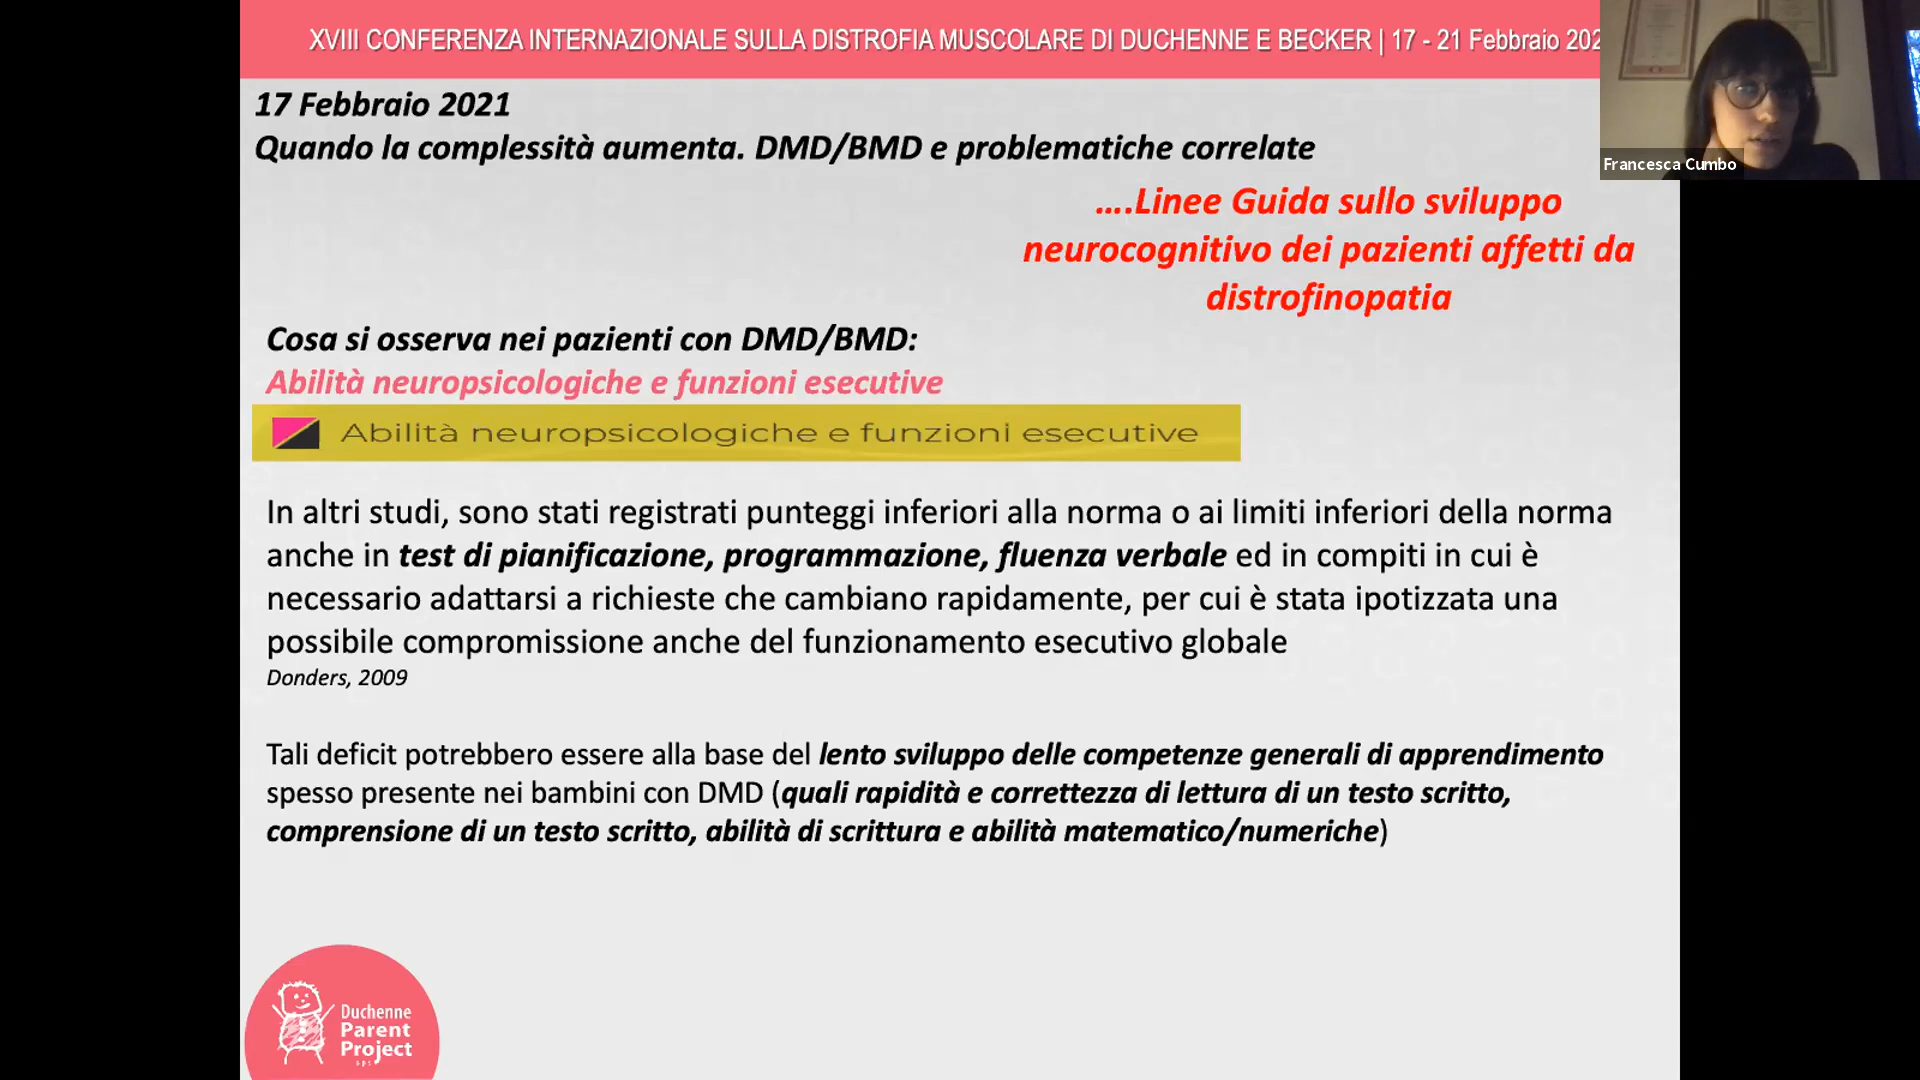 XVIII CONFERENZA INTERNAZIONALE SULLA DISTROFIA MUSCOLARE DI DUCHENNE E BECKER | 17 - 21 Febbraio 202
Francesca Cumbo
17 Febbraio 2021
Quando la complessità aumenta. DMD/BMD e problematiche correlate
....Linee Guida sullo sviluppo
neurocognitivo dei pazienti affetti da
distrofinopatia
Cosa si osserva nei pazienti con DMD/BMD:
Abilità neuropsicologiche e funzioni esecutive
Abilità neuropsicologiche e funzioni esecutive
In altri studi, sono stati registrati punteggi inferiori alla norma o ai limiti inferiori della norma
anche in test di pianificazione, programmazione, fluenza verbale ed in compiti in cui è
necessario adattarsi a richieste che cambiano rapidamente, per cui è stata ipotizzata una
possibile compromissione anche del funzionamento esecutivo globale
Donders, 2009
Tali deficit potrebbero essere alla base del lento sviluppo delle competenze generali di apprendimento
spesso presente nei bambini con DMD (quali rapidità e correttezza di lettura di un testo scritto,
comprensione di un testo scritto, abilità di scrittura e abilità matematico/numeriche)
Duchenne
Parent
Project